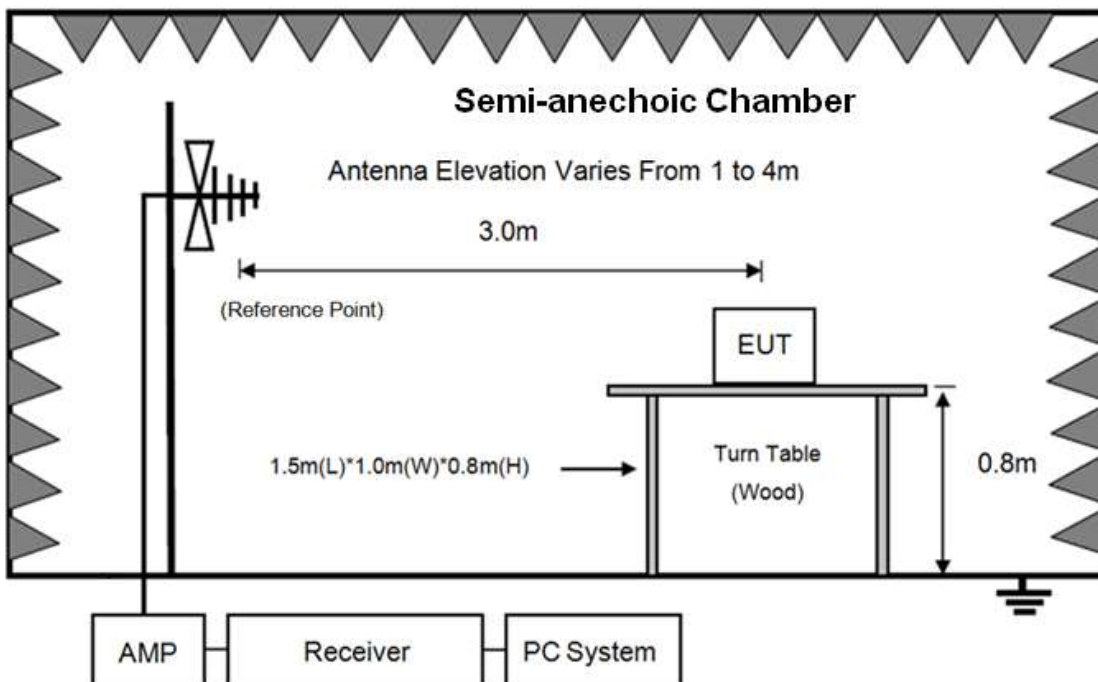 Semi-anechoic Chamber
Antenna Elevation Varies From 1 to 4m
3.0m
(Reference Point)
EUT
1.5m(L)*1.0m(W)*0.8m(H)
Turn Table
(Wood)
0.8m
AMP
Receiver
PC System